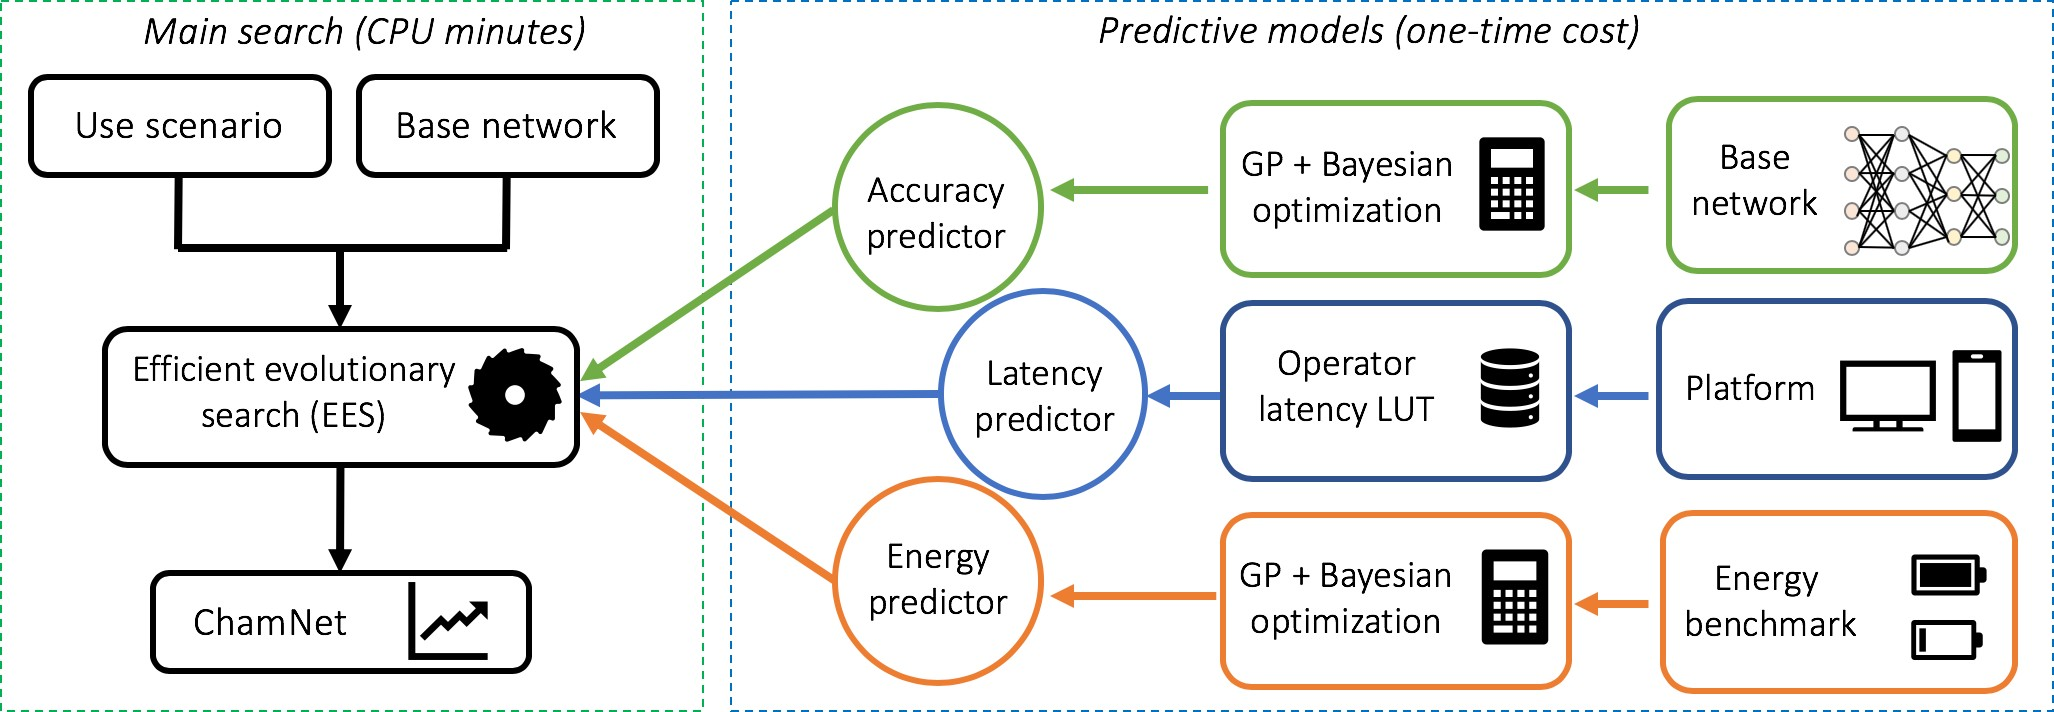 Main search (CPU minutes)
Use scenario
Base network
Efficient evolutionary
search (EES)
ChamNet
Predictive models (one-time cost)
Accuracy
predictor
GP + Bayesian
optimization
Base
network
Latency
predictor
Operator
latency LUT
Platform
Energy
predictor
GP + Bayesian
optimization
Energy
benchmark